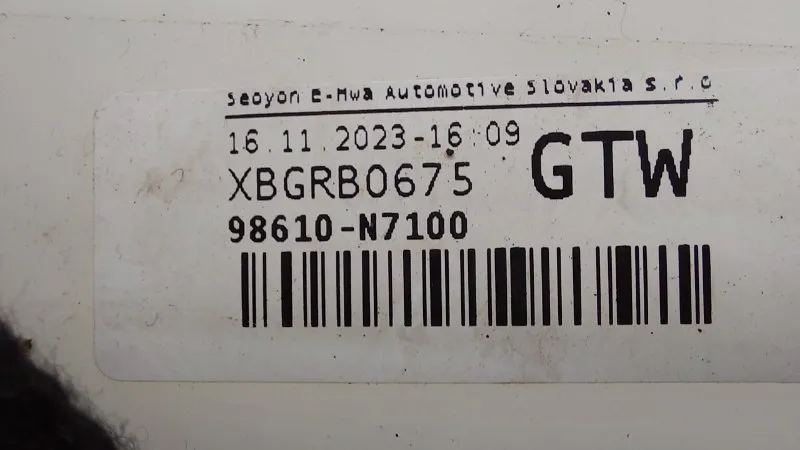 Seoyon E-Hwa Automotive Slovakia s.r.o
16.11.2023-16:09
GTW
XBGRB0675
98610-N7100